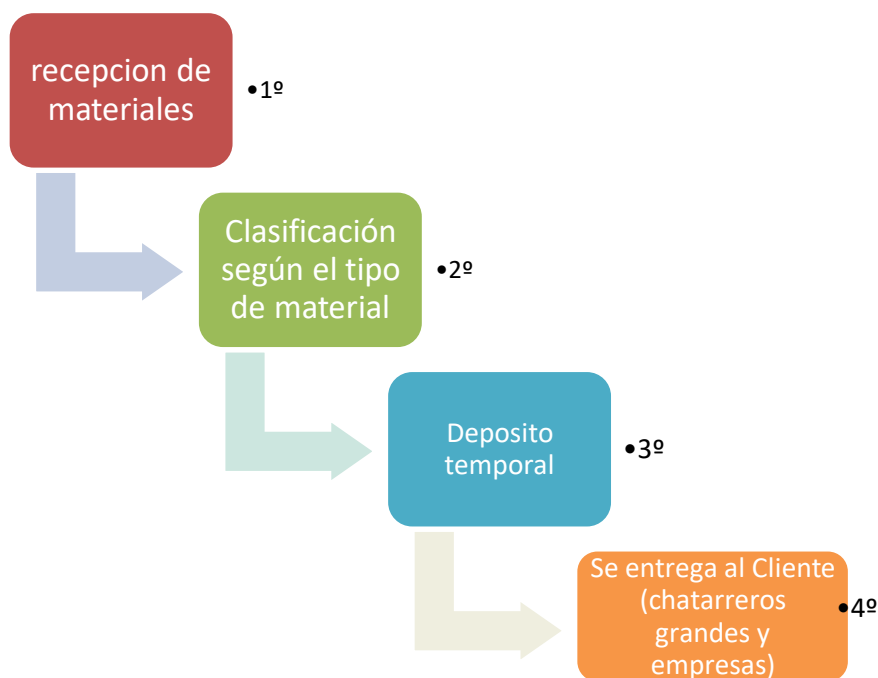 recepcion de
materiales
•1º
Clasificación
según el tipo
de material
•2º
Deposito
temporal
•3º
Se entrega al Cliente
(chatarreros
grandes y
empresas)
•4º